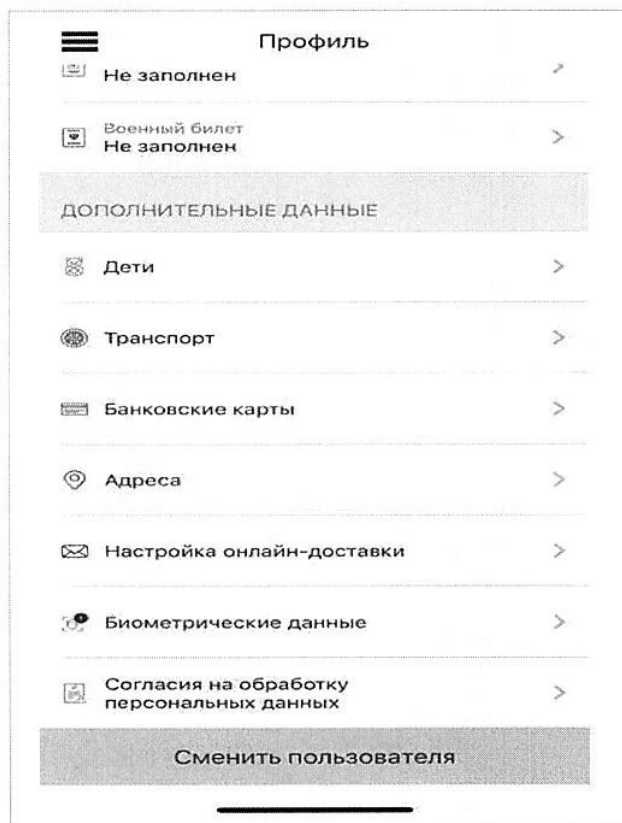 Профиль
Не заполнен
Военный билет
Не заполнен
ДОПОЛНИТЕЛЬНЫЕ ДАННЫЕ
Дети
Транспорт
Банковские карты
Адреса
Настройка онлайн-доставки
Биометрические данные
Согласия на обработку
персональных данных
Сменить пользователя